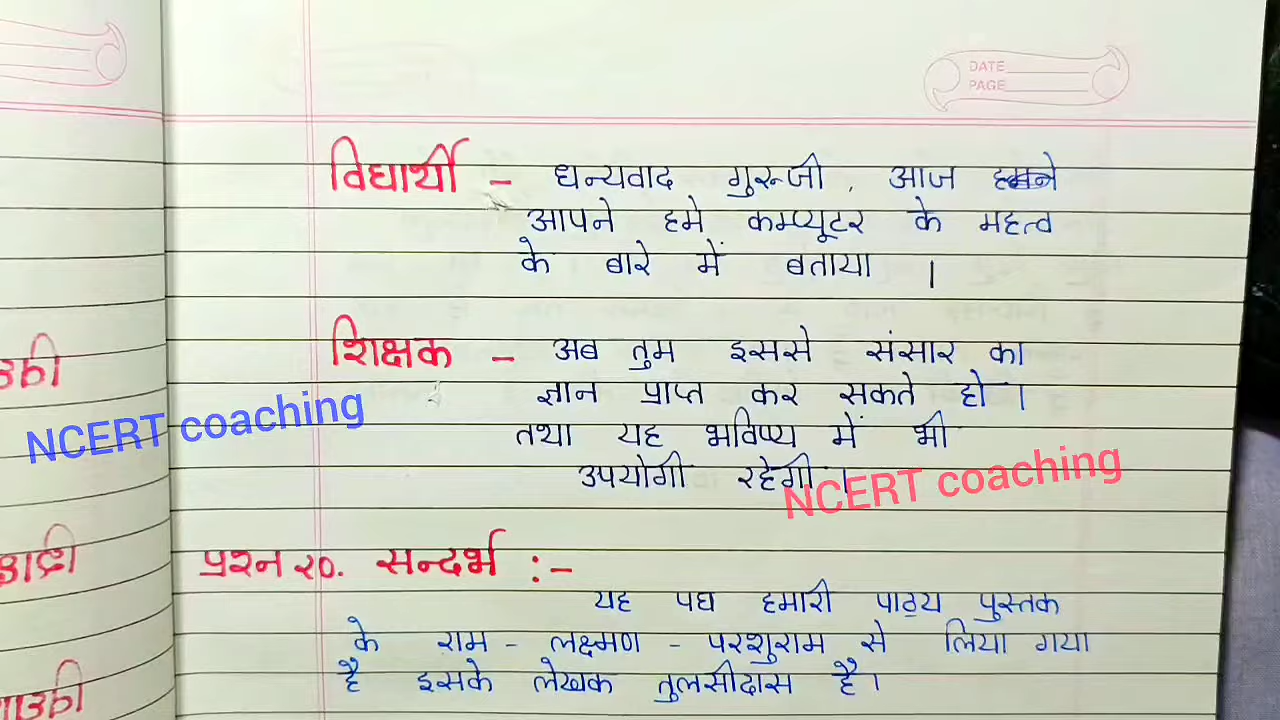 DATE
PAGE
विद्यार्थी - धन्यवाद गुरुजी, आज
आपने हमे कम्प्यूटर के महत्व
के बारे में बताया ।
शिक्षक - अब तुम इससे संसार का
ज्ञान प्राप्त कर सकते हो ।
तथा यह भविष्य में भी
उपयोगी रहेगी ।
NCERT coaching
NCERT coaching
प्रश्न २०. सन्दर्भ :-
यह पद्य हमारी पाठ्य पुस्तक
के राम - लक्ष्मण - परशुराम से लिया गया
है इसके लेखक तुलसीदास है ।